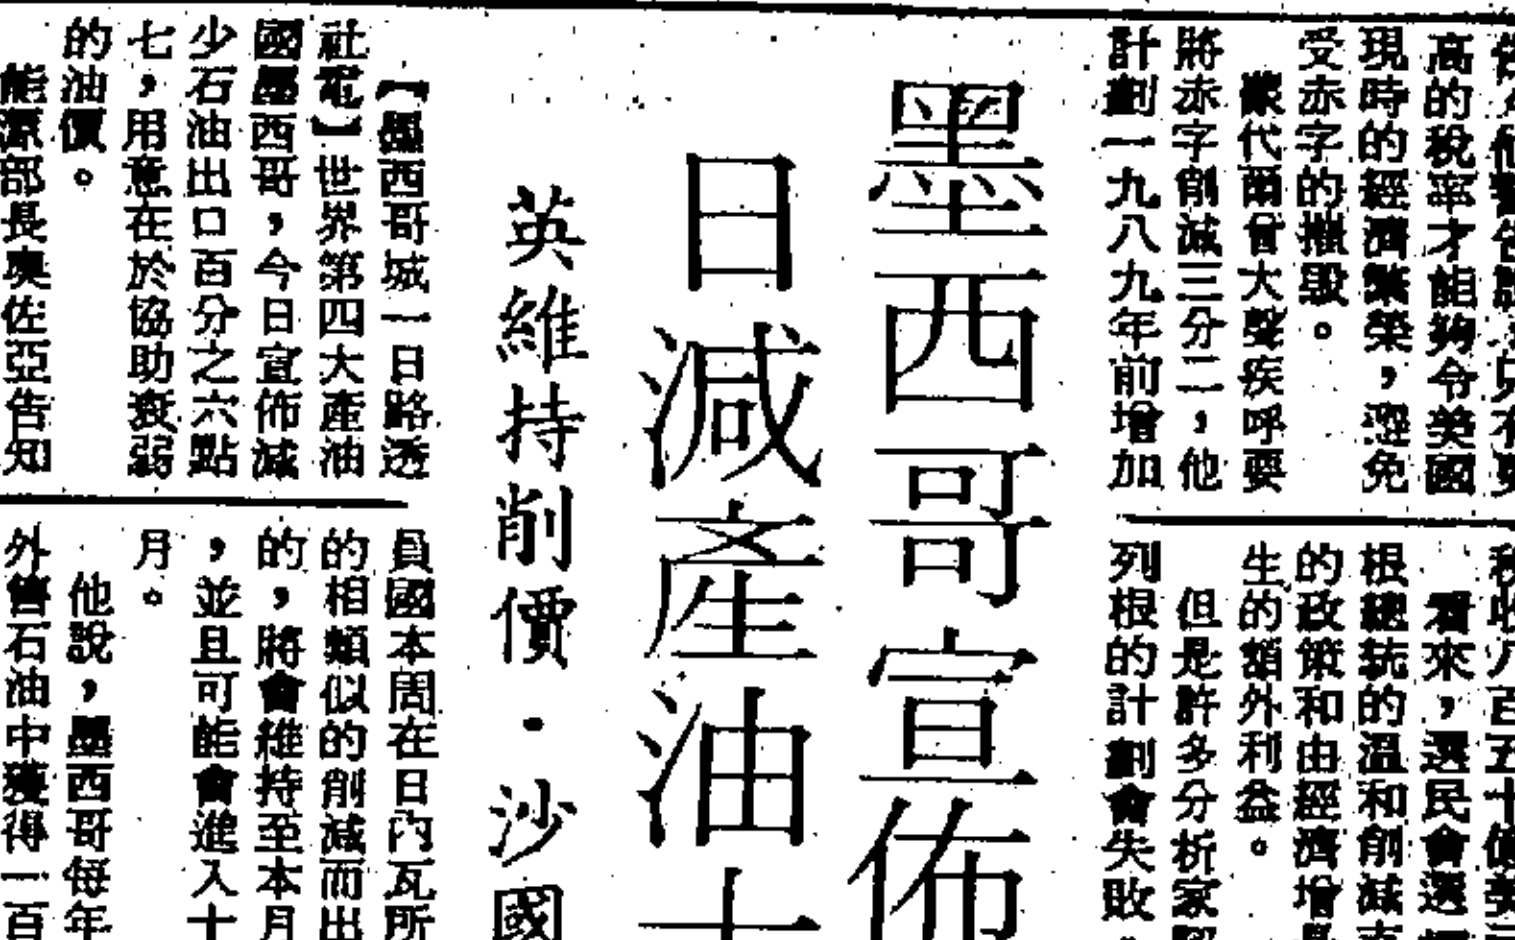 高的稅率才能夠令美國
現時的經濟繁榮，避免
受赤字的摧毀。
蒙代爾曾大聲疾呼要
將赤字削減三分二，他
計劃一九八九年前增加
看來，選民會選
根總統的溫和削減
的政策和由經濟增長
生的額外利益。
但是許多分析家
列根的計劃會失敗，
墨西哥宣佈
日減產油十
英維持削價·沙國
【墨西哥城一日路透
社電】世界第四大產油
國墨西哥，今日宣佈減
少石油出口百分之六點
七，用意在於協助疲弱
的油價。
能源部長奧佐亞告知
員國本周在日內瓦所
的相類似的削減而出
的，將會維持至本月
，並且可能會進入十
月。
他說，墨西哥每年
外售石油中獲得一百